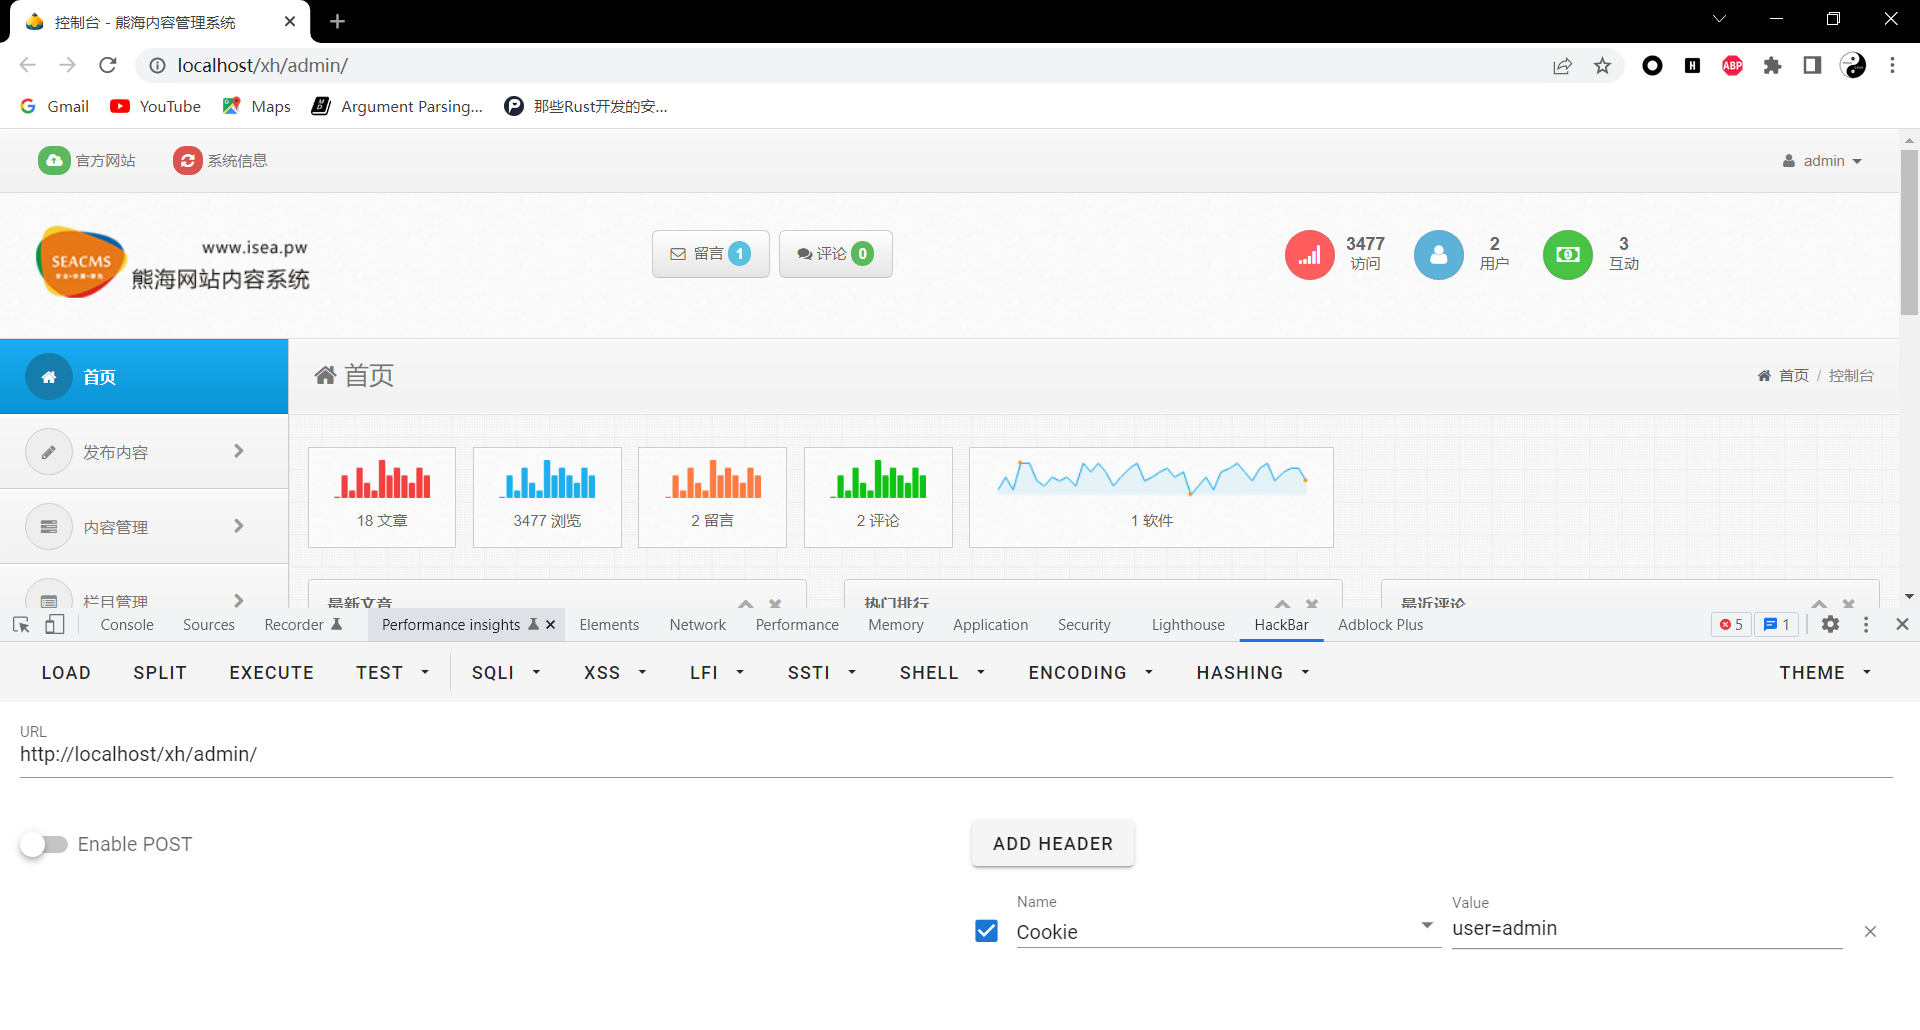 控制台 - 熊海内容管理系统
localhost/xh/admin/
Gmail
YouTube
Maps
Argument Parsing...
那些Rust开发的安...
官方网站
系统信息
admin
SEACMS
www.isea.pw
熊海网站内容系统
留言 1
评论 0
3477
访问
2
用户
3
互动
首页
首页
首页 / 控制台
发布内容
内容管理
栏目管理
18 文章
3477 浏览
2 留言
2 评论
1 软件
最新文章
热门排行
最近评论
Console
Sources
Recorder
Performance insights
Elements
Network
Performance
Memory
Application
Security
Lighthouse
HackBar
Adblock Plus
5
1
LOAD
SPLIT
EXECUTE
TEST
SQLI
XSS
LFI
SSTI
SHELL
ENCODING
HASHING
THEME
URL
http://localhost/xh/admin/
Enable POST
ADD HEADER
Name
Cookie
Value
user=admin